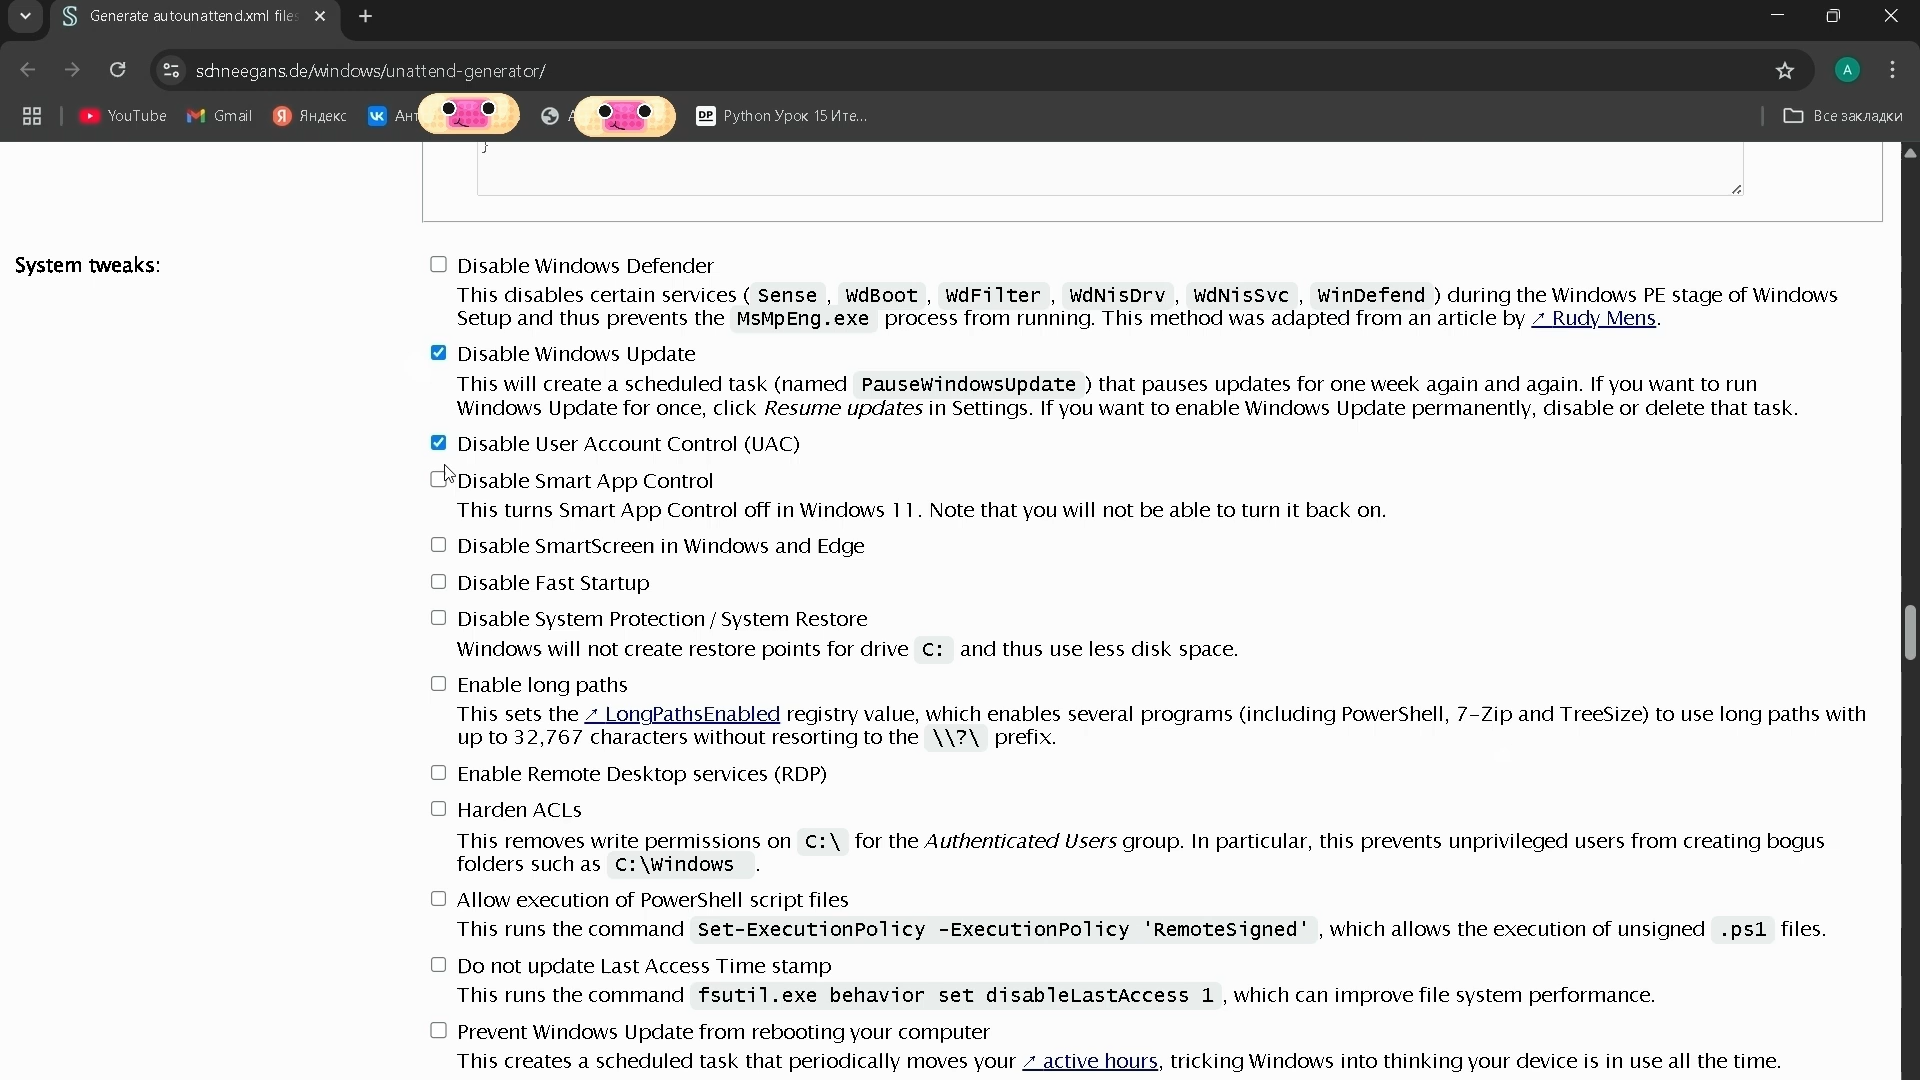 Generate autounattend.xml files
schneegans.de/windows/unattend-generator/
YouTube
Gmail
Яндекс
Ант
Python Урок 15 Ите...
Все закладки
}
System tweaks:
Disable Windows Defender
This disables certain services ( Sense , WdBoot , WdFilter , WdNisDrv , WdNisSvc , WinDefend ) during the Windows PE stage of Windows
Setup and thus prevents the MsMpEng.exe process from running. This method was adapted from an article by ↗ Rudy Mens.
Disable Windows Update
This will create a scheduled task (named PauseWindowsUpdate ) that pauses updates for one week again and again. If you want to run
Windows Update for once, click Resume updates in Settings. If you want to enable Windows Update permanently, disable or delete that task.
Disable User Account Control (UAC)
Disable Smart App Control
This turns Smart App Control off in Windows 11. Note that you will not be able to turn it back on.
Disable SmartScreen in Windows and Edge
Disable Fast Startup
Disable System Protection / System Restore
Windows will not create restore points for drive C: and thus use less disk space.
Enable long paths
This sets the ↗ LongPathsEnabled registry value, which enables several programs (including PowerShell, 7-Zip and TreeSize) to use long paths with
up to 32,767 characters without resorting to the \\?\ prefix.
Enable Remote Desktop services (RDP)
Harden ACLs
This removes write permissions on C:\ for the Authenticated Users group. In particular, this prevents unprivileged users from creating bogus
folders such as C:\Windows .
Allow execution of PowerShell script files
This runs the command Set-ExecutionPolicy -ExecutionPolicy 'RemoteSigned' , which allows the execution of unsigned .ps1 files.
Do not update Last Access Time stamp
This runs the command fsutil.exe behavior set disableLastAccess 1 , which can improve file system performance.
Prevent Windows Update from rebooting your computer
This creates a scheduled task that periodically moves your ↗ active hours, tricking Windows into thinking your device is in use all the time.